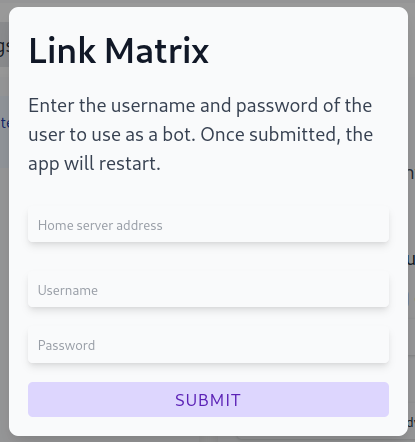 Link Matrix
Enter the username and password of the
user to use as a bot. Once submitted, the
app will restart.
Home server address
Username
Password
SUBMIT